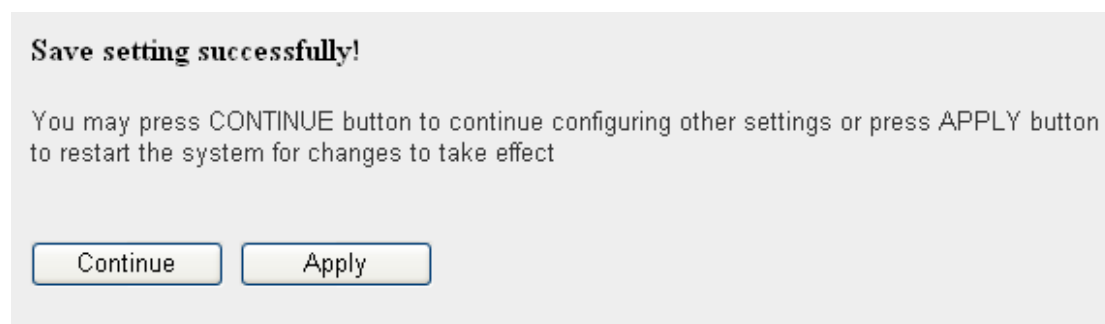 Save setting successfully!
You may press CONTINUE button to continue configuring other settings or press APPLY button
to restart the system for changes to take effect
Continue
Apply